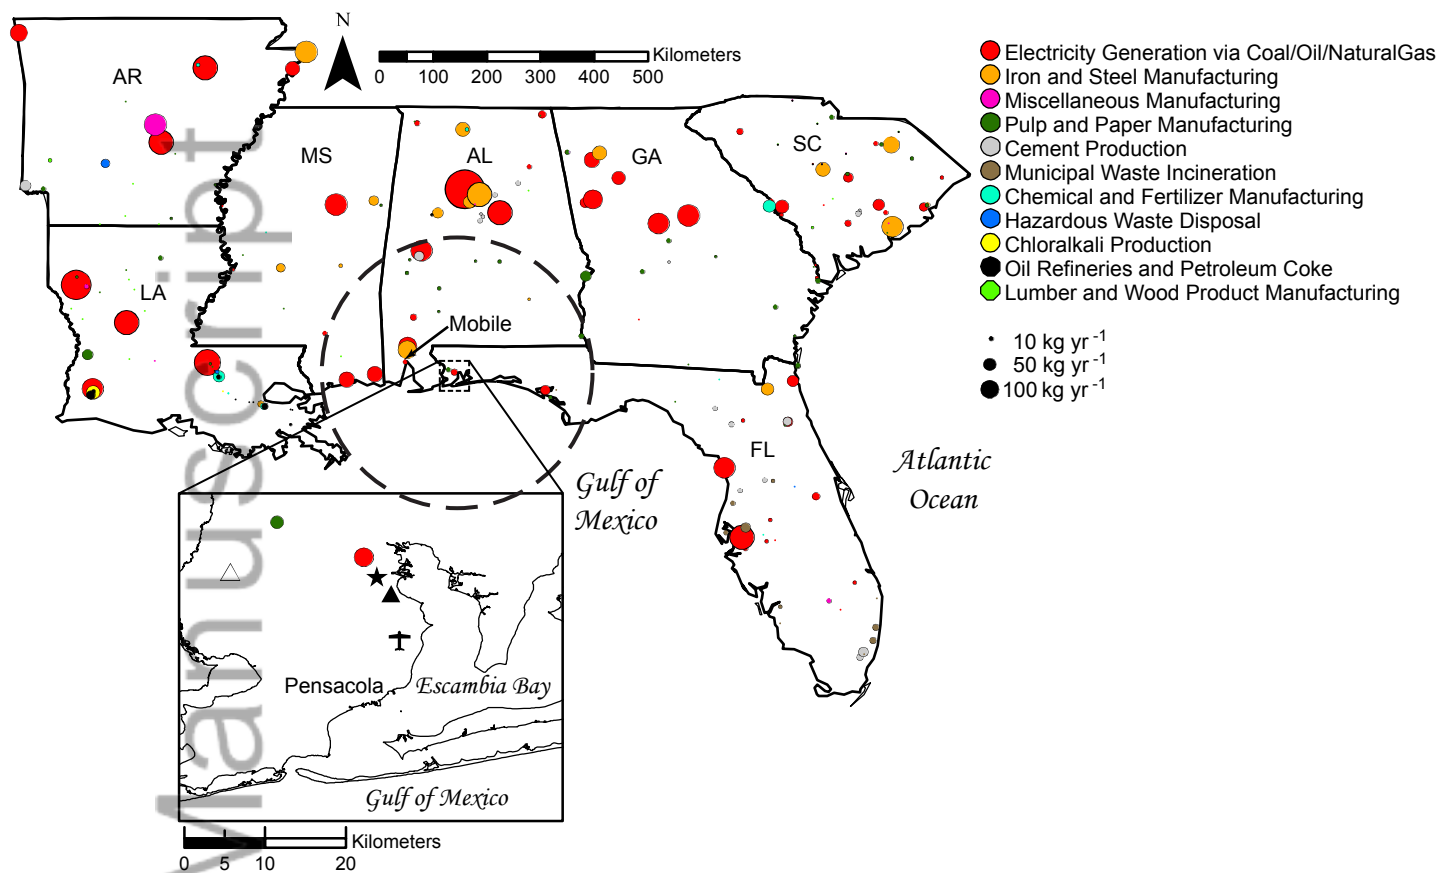 N
Kilometers
0 100 200 300 400 500
AR
MS
AL
GA
SC
LA
FL
Mobile
Electricity Generation via Coal/Oil/NaturalGas
Iron and Steel Manufacturing
Miscellaneous Manufacturing
Pulp and Paper Manufacturing
Cement Production
Municipal Waste Incineration
Chemical and Fertilizer Manufacturing
Hazardous Waste Disposal
Chloralkali Production
Oil Refineries and Petroleum Coke
Lumber and Wood Product Manufacturing
10 kg yr⁻¹
50 kg yr⁻¹
100 kg yr⁻¹
Atlantic
Ocean
Gulf of
Mexico
Pensacola
Escambia Bay
Gulf of Mexico
Kilometers
0 5 10 20
Manuscript